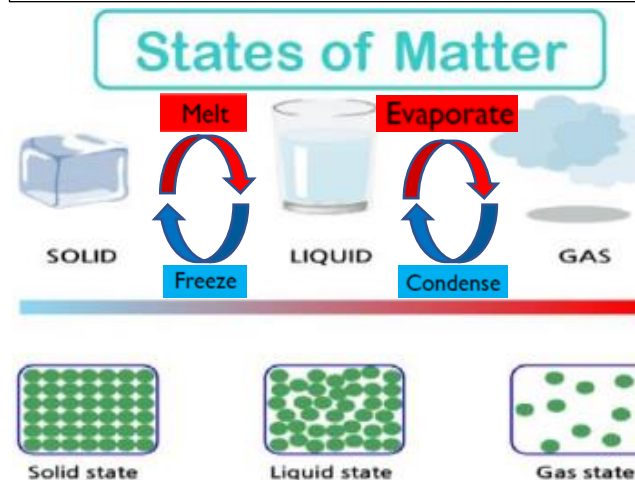 States of Matter
Melt
Evaporate
SOLID
LIQUID
GAS
Freeze
Condense
Solid state
Liquid state
Gas state